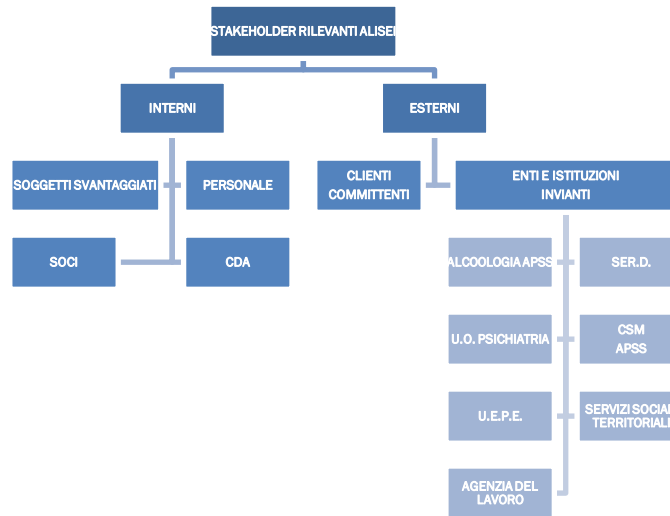 STAKEHOLDER RILEVANTI ALISEI
INTERNI
ESTERNI
SOGGETTI SVANTAGGIATI
PERSONALE
CLIENTI
COMMITTENTI
ENTI E ISTITUZIONI
INVIANTI
SOCI
CDA
ALCOOLOGIA APSS
SER.D.
U.O. PSICHIATRIA
CSM
APSS
U.E.P.E.
SERVIZI SOCIALI
TERRITORIALI
AGENZIA DEL
LAVORO